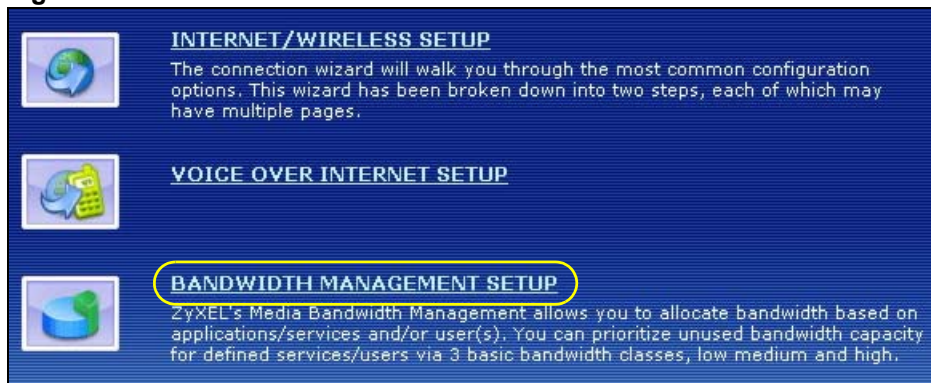 INTERNET/WIRELESS SETUP
The connection wizard will walk you through the most common configuration
options. This wizard has been broken down into two steps, each of which may
have multiple pages.
VOICE OVER INTERNET SETUP
BANDWIDTH MANAGEMENT SETUP
ZyXEL's Media Bandwidth Management allows you to allocate bandwidth based on
applications/services and/or user(s). You can prioritize unused bandwidth capacity
for defined services/users via 3 basic bandwidth classes, low medium and high.